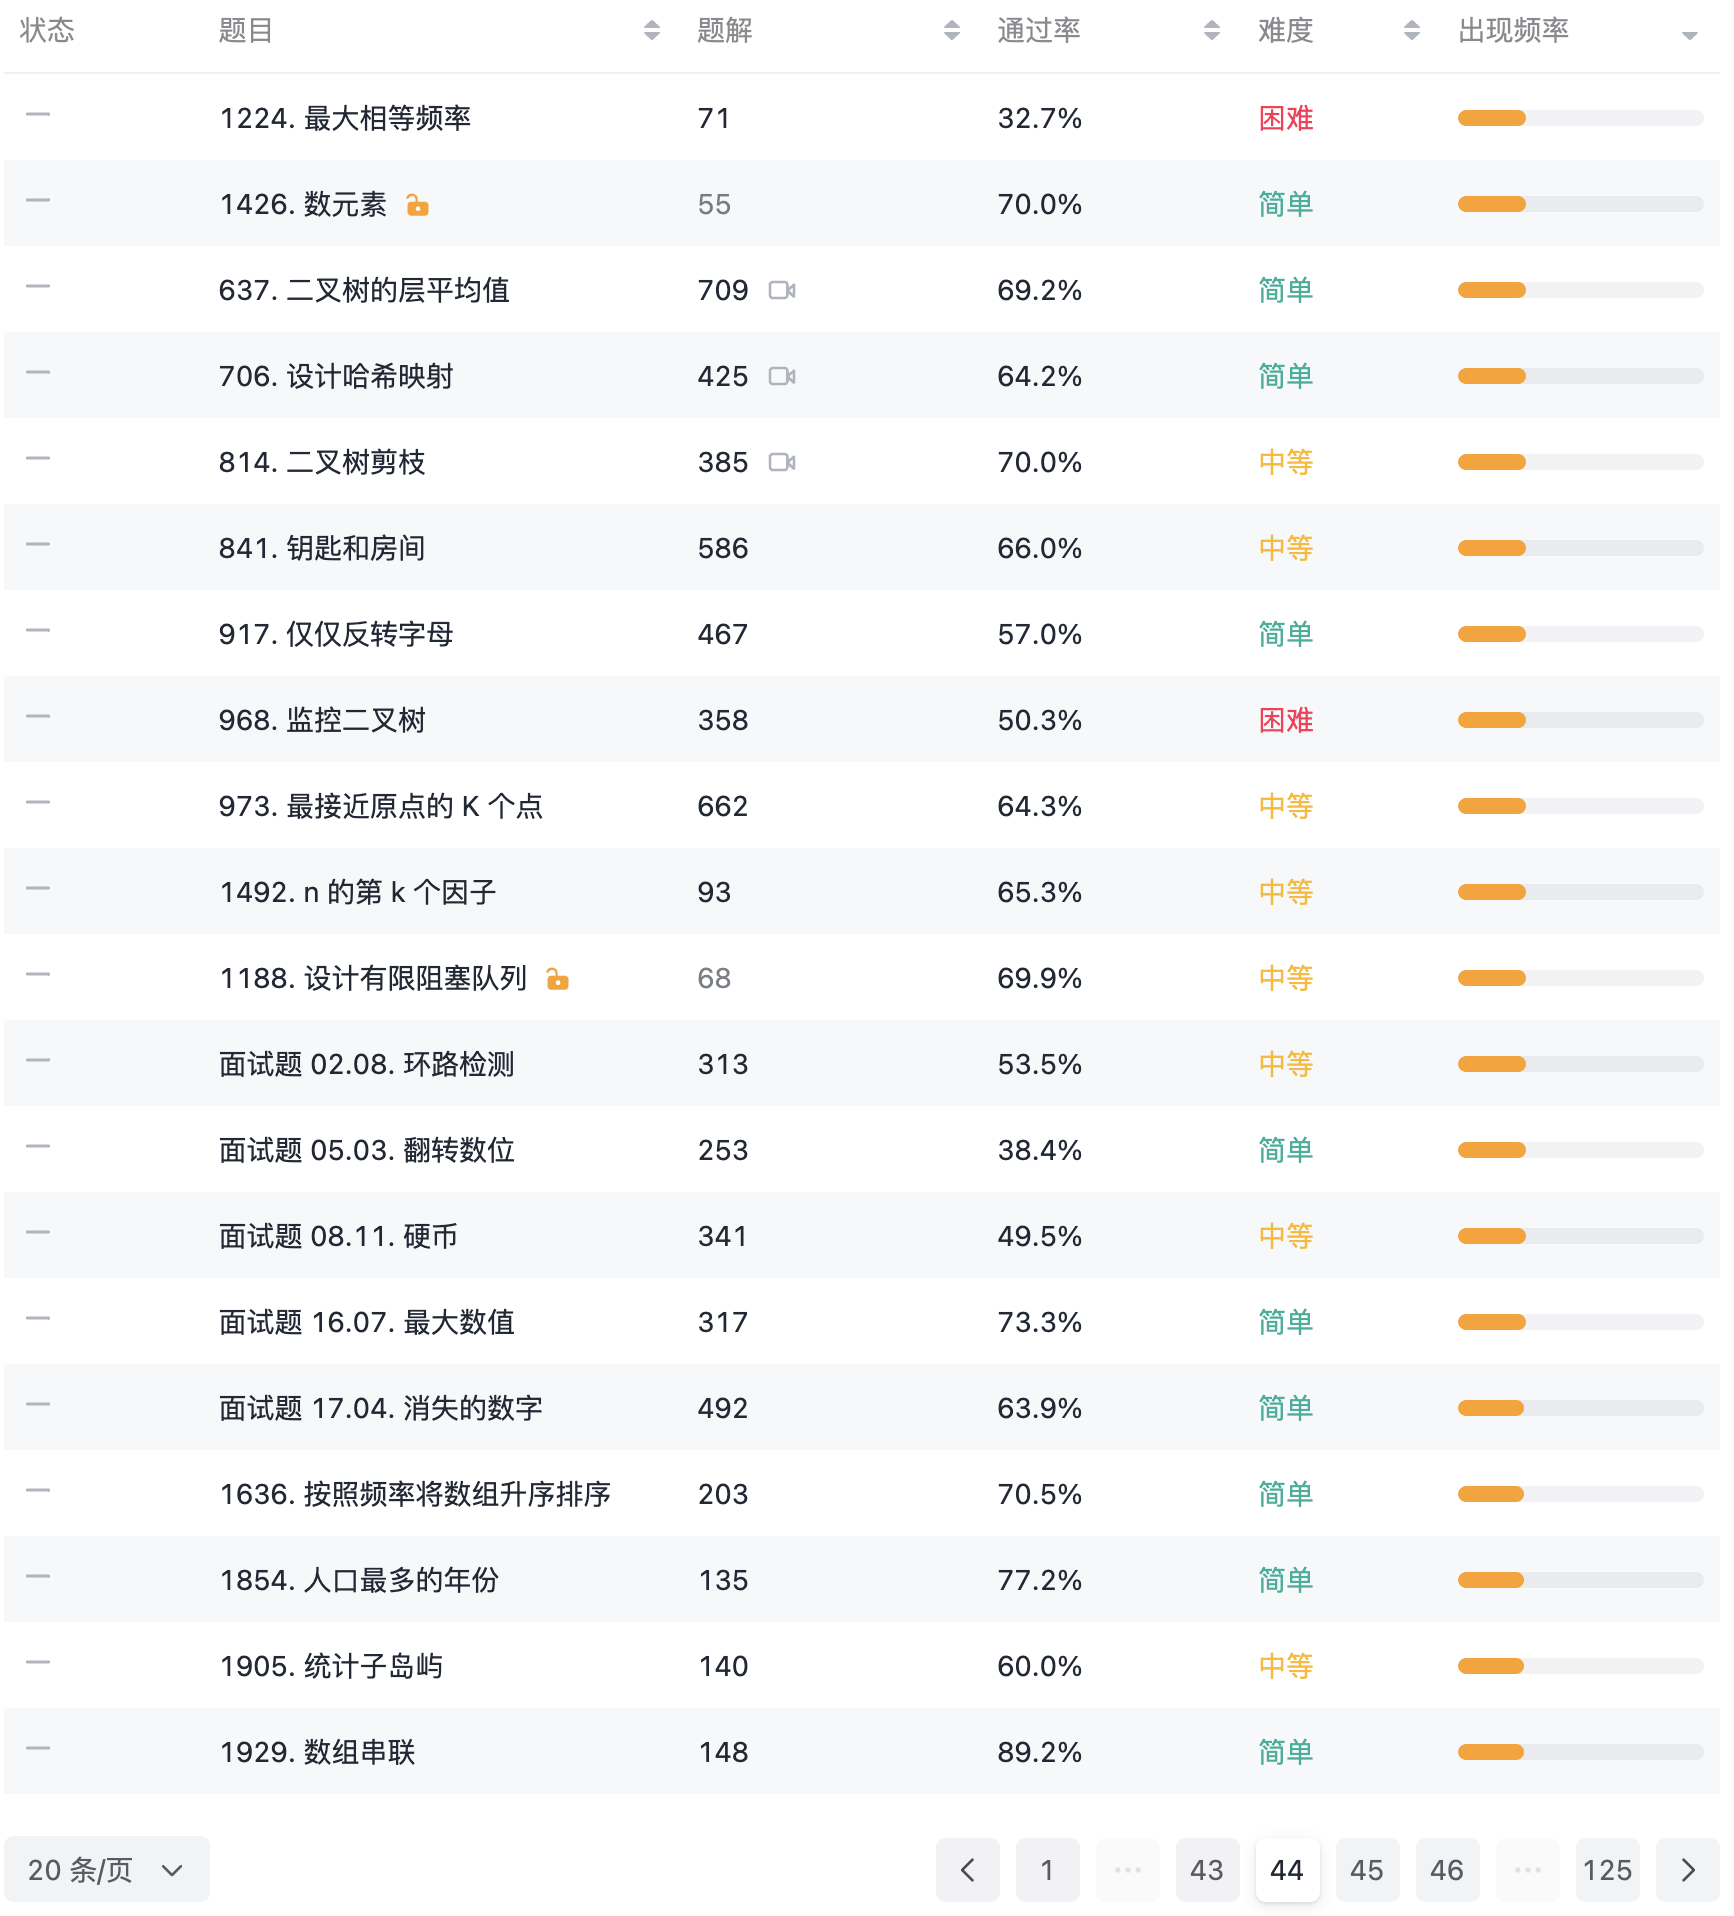 状态 题目 题解 通过率 难度 出现频率
1224. 最大相等频率 71 32.7% 困难
1426. 数元素 55 70.0% 简单
637. 二叉树的层平均值 709 69.2% 简单
706. 设计哈希映射 425 64.2% 简单
814. 二叉树剪枝 385 70.0% 中等
841. 钥匙和房间 586 66.0% 中等
917. 仅仅反转字母 467 57.0% 简单
968. 监控二叉树 358 50.3% 困难
973. 最接近原点的 K 个点 662 64.3% 中等
1492. n 的第 k 个因子 93 65.3% 中等
1188. 设计有限阻塞队列 68 69.9% 中等
面试题 02.08. 环路检测 313 53.5% 中等
面试题 05.03. 翻转数位 253 38.4% 简单
面试题 08.11. 硬币 341 49.5% 中等
面试题 16.07. 最大数值 317 73.3% 简单
面试题 17.04. 消失的数字 492 63.9% 简单
1636. 按照频率将数组升序排序 203 70.5% 简单
1854. 人口最多的年份 135 77.2% 简单
1905. 统计子岛屿 140 60.0% 中等
1929. 数组串联 148 89.2% 简单
20 条/页 1 ··· 43 44 45 46 ··· 125